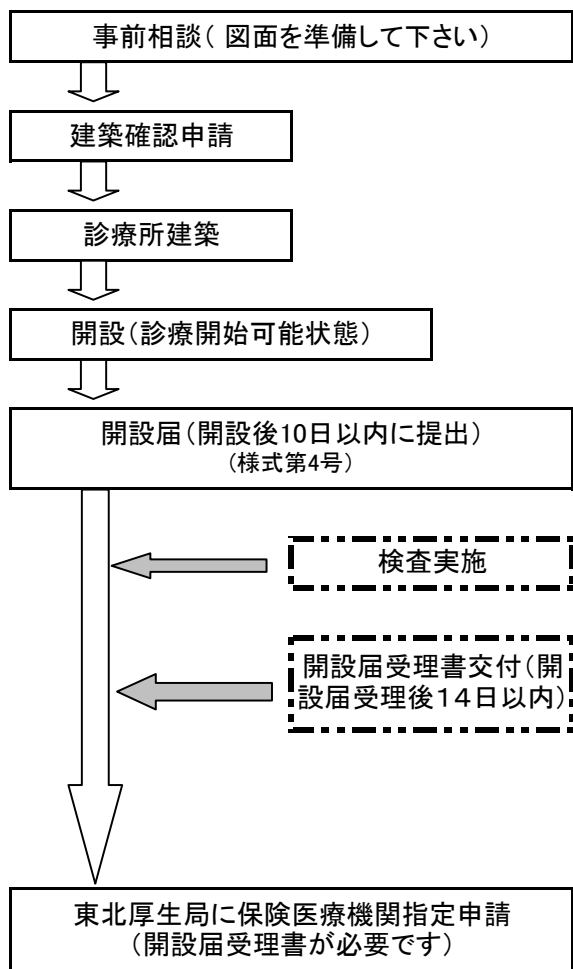 事前相談( 図面を準備して下さい)
建築確認申請
診療所建築
開設(診療開始可能状態)
開設届(開設後10日以内に提出)
(様式第4号)
検査実施
開設届受理書交付(開
設届受理後14日以内)
東北厚生局に保険医療機関指定申請
(開設届受理書が必要です)